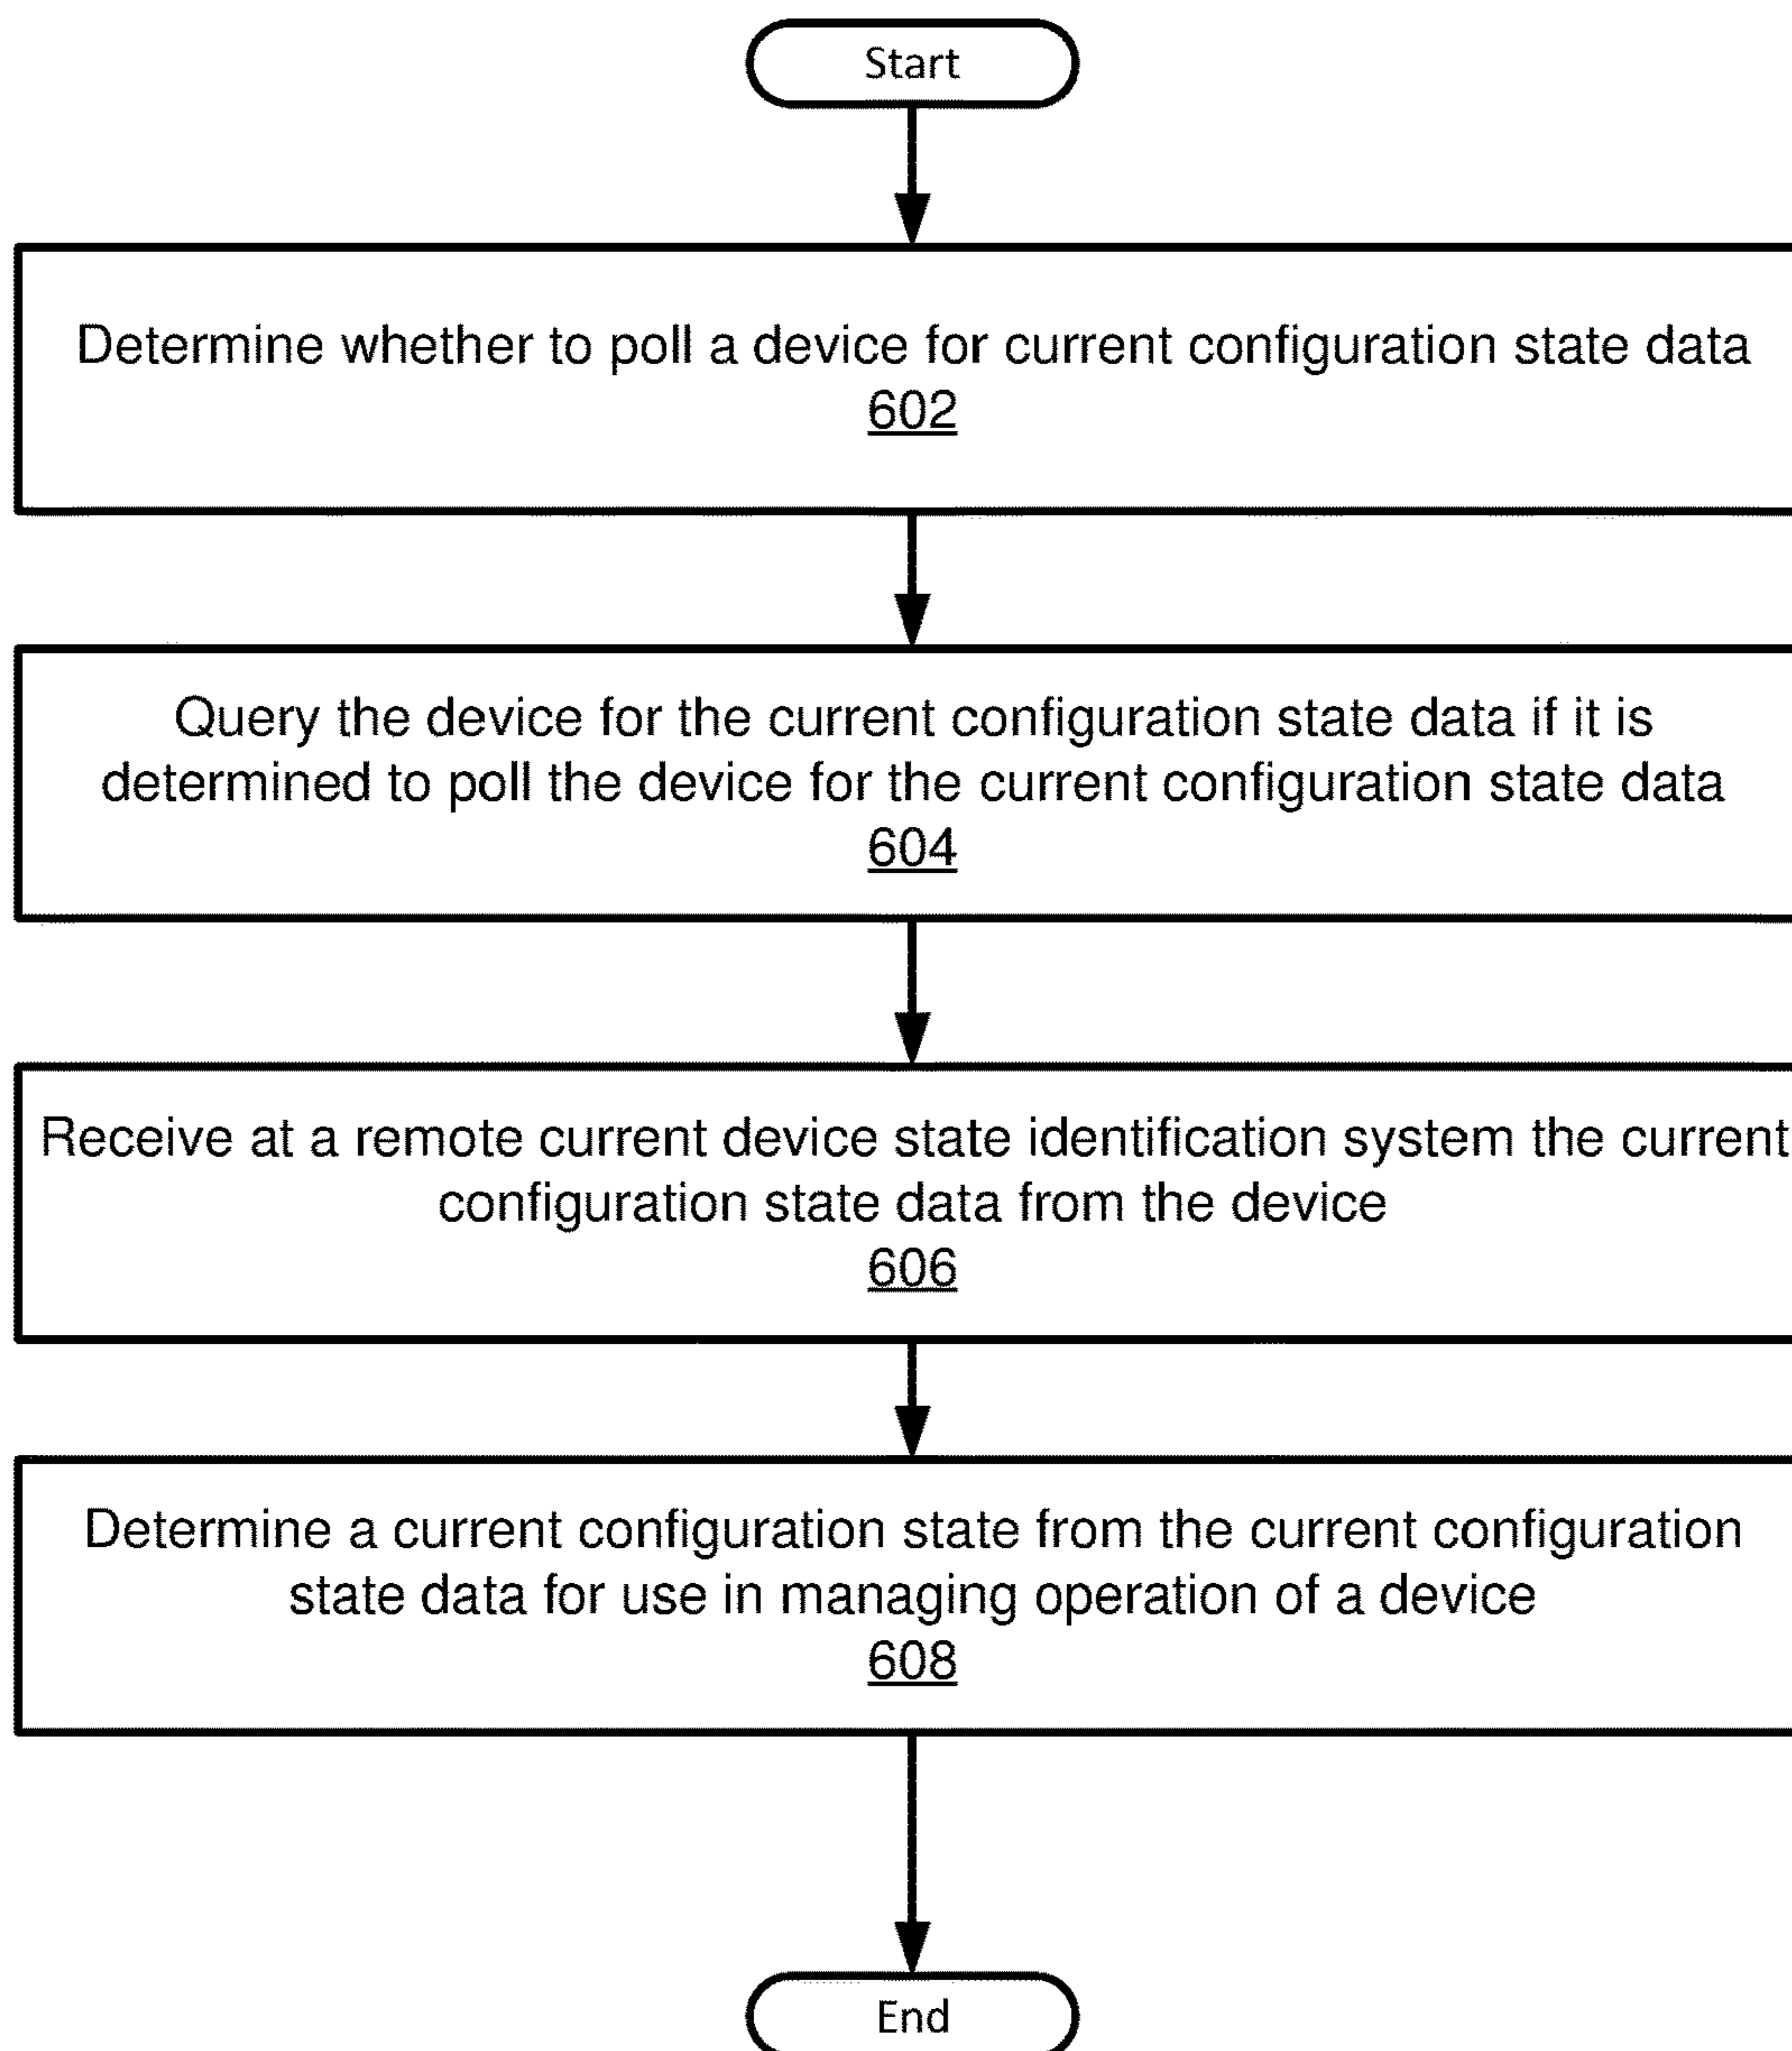 Start
Determine whether to poll a device for current configuration state data
602
Query the device for the current configuration state data if it is
determined to poll the device for the current configuration state data
604
Receive at a remote current device state identification system the current
configuration state data from the device
606
Determine a current configuration state from the current configuration
state data for use in managing operation of a device
608
End